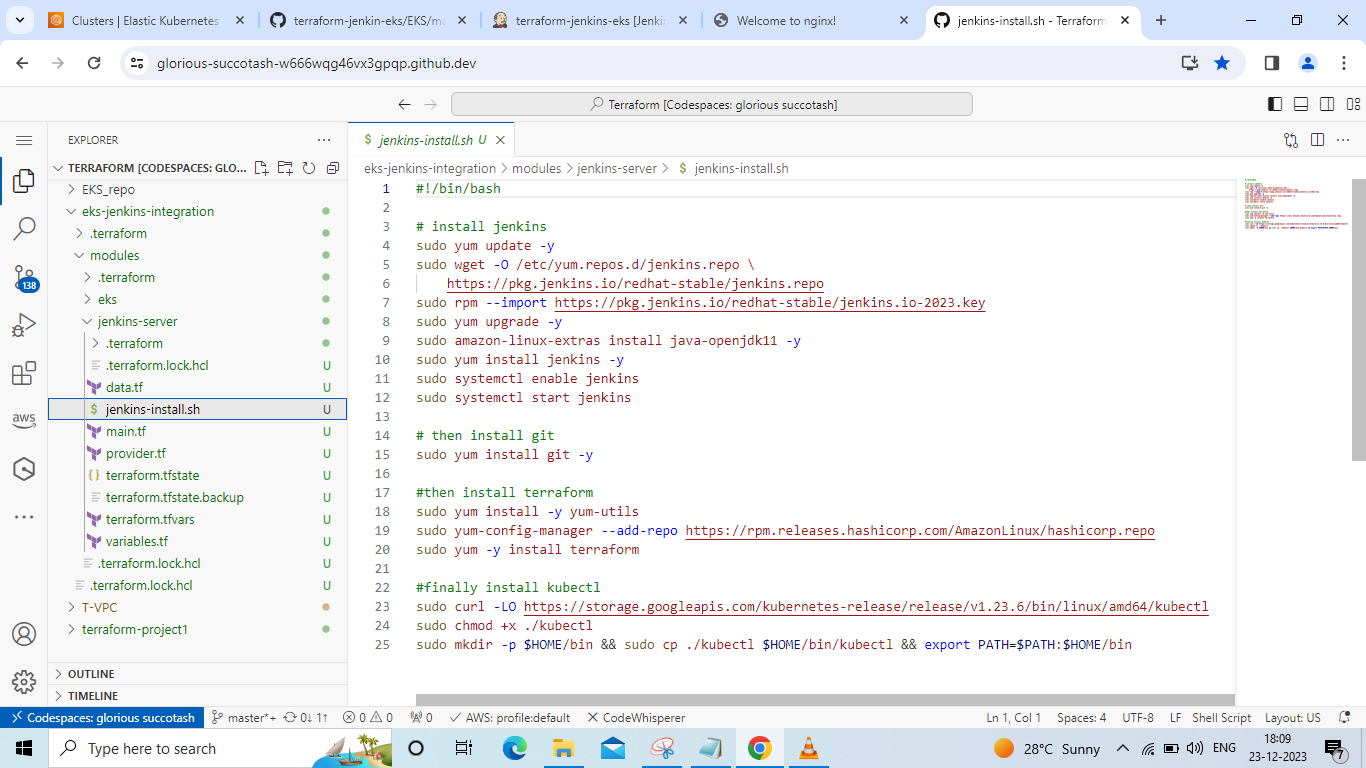 Clusters | Elastic Kubernetes
terraform-jenkin-eks/EKS/m
terraform-jenkins-eks [Jenki
Welcome to nginx!
jenkins-install.sh - Terraform
glorious-succotash-w666wqg46vx3gpqp.github.dev
Terraform [Codespaces: glorious succotash]
EXPLORER
TERRAFORM [CODESPACES: GLO...
EKS_repo
eks-jenkins-integration
.terraform
modules
.terraform
eks
jenkins-server
.terraform
.terraform.lock.hcl U
data.tf U
$ jenkins-install.sh U
main.tf U
provider.tf U
{} terraform.tfstate U
terraform.tfstate.backup U
terraform.tfvars U
variables.tf U
.terraform.lock.hcl U
.terraform.lock.hcl U
T-VPC
terraform-project1
OUTLINE
TIMELINE
138
aws
$ jenkins-install.sh U
eks-jenkins-integration > modules > jenkins-server > $ jenkins-install.sh
1 #!/bin/bash
2
3 # install jenkins
4 sudo yum update -y
5 sudo wget -O /etc/yum.repos.d/jenkins.repo \
6 https://pkg.jenkins.io/redhat-stable/jenkins.repo
7 sudo rpm --import https://pkg.jenkins.io/redhat-stable/jenkins.io-2023.key
8 sudo yum upgrade -y
9 sudo amazon-linux-extras install java-openjdk11 -y
10 sudo yum install jenkins -y
11 sudo systemctl enable jenkins
12 sudo systemctl start jenkins
13
14 # then install git
15 sudo yum install git -y
16
17 #then install terraform
18 sudo yum install -y yum-utils
19 sudo yum-config-manager --add-repo https://rpm.releases.hashicorp.com/AmazonLinux/hashicorp.repo
20 sudo yum -y install terraform
21
22 #finally install kubectl
23 sudo curl -LO https://storage.googleapis.com/kubernetes-release/release/v1.23.6/bin/linux/amd64/kubectl
24 sudo chmod +x ./kubectl
25 sudo mkdir -p $HOME/bin && sudo cp ./kubectl $HOME/bin/kubectl && export PATH=$PATH:$HOME/bin
Codespaces: glorious succotash master*+ 0↓ 1↑ 0 0 0 AWS: profile:default CodeWhisperer Ln 1, Col 1 Spaces: 4 UTF-8 LF Shell Script Layout: US
Type here to search
28°C Sunny
ENG
18:09
23-12-2023
7